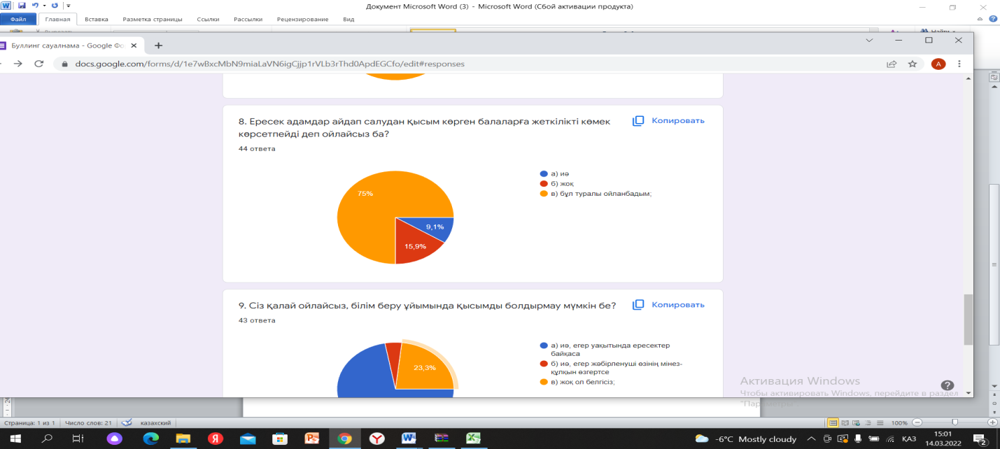 Документ Microsoft Word (3) - Microsoft Word (Сбой активации продукта)
Файл Главная Вставка Разметка страницы Ссылки Рассылки Рецензирование Вид
Буллинг сауалнама - Google Фо
docs.google.com/forms/d/1e7wBxcMbN9miaLaVN6igCjjp1rVLb3rThd0ApdEGCfo/edit#responses
A
8. Ересек адамдар айдап салудан қысым көрген балаларға жеткілікті көмек
көрсетпейді деп ойлайсыз ба?
Копировать
44 ответа
а) иә
б) жоқ
в) бұл туралы ойланбадым;
75%
9,1%
15,9%
9. Сіз қалай ойлайсыз, білім беру ұйымында қысымды болдырмау мүмкін бе?
Копировать
43 ответа
а) иә, егер уақытында ересектер
байқаса
б) иә, егер жәбірленуші өзінің мінез-
құлқын өзгертсе
в) жоқ ол белгісіз;
23,3%
Активация Windows
Чтобы активировать Windows, перейдите в раздел
Страница: 1 из 1 Число слов: 21 казахский 100%
-6°C Mostly cloudy ҚАЗ 15:01
14.03.2022 2